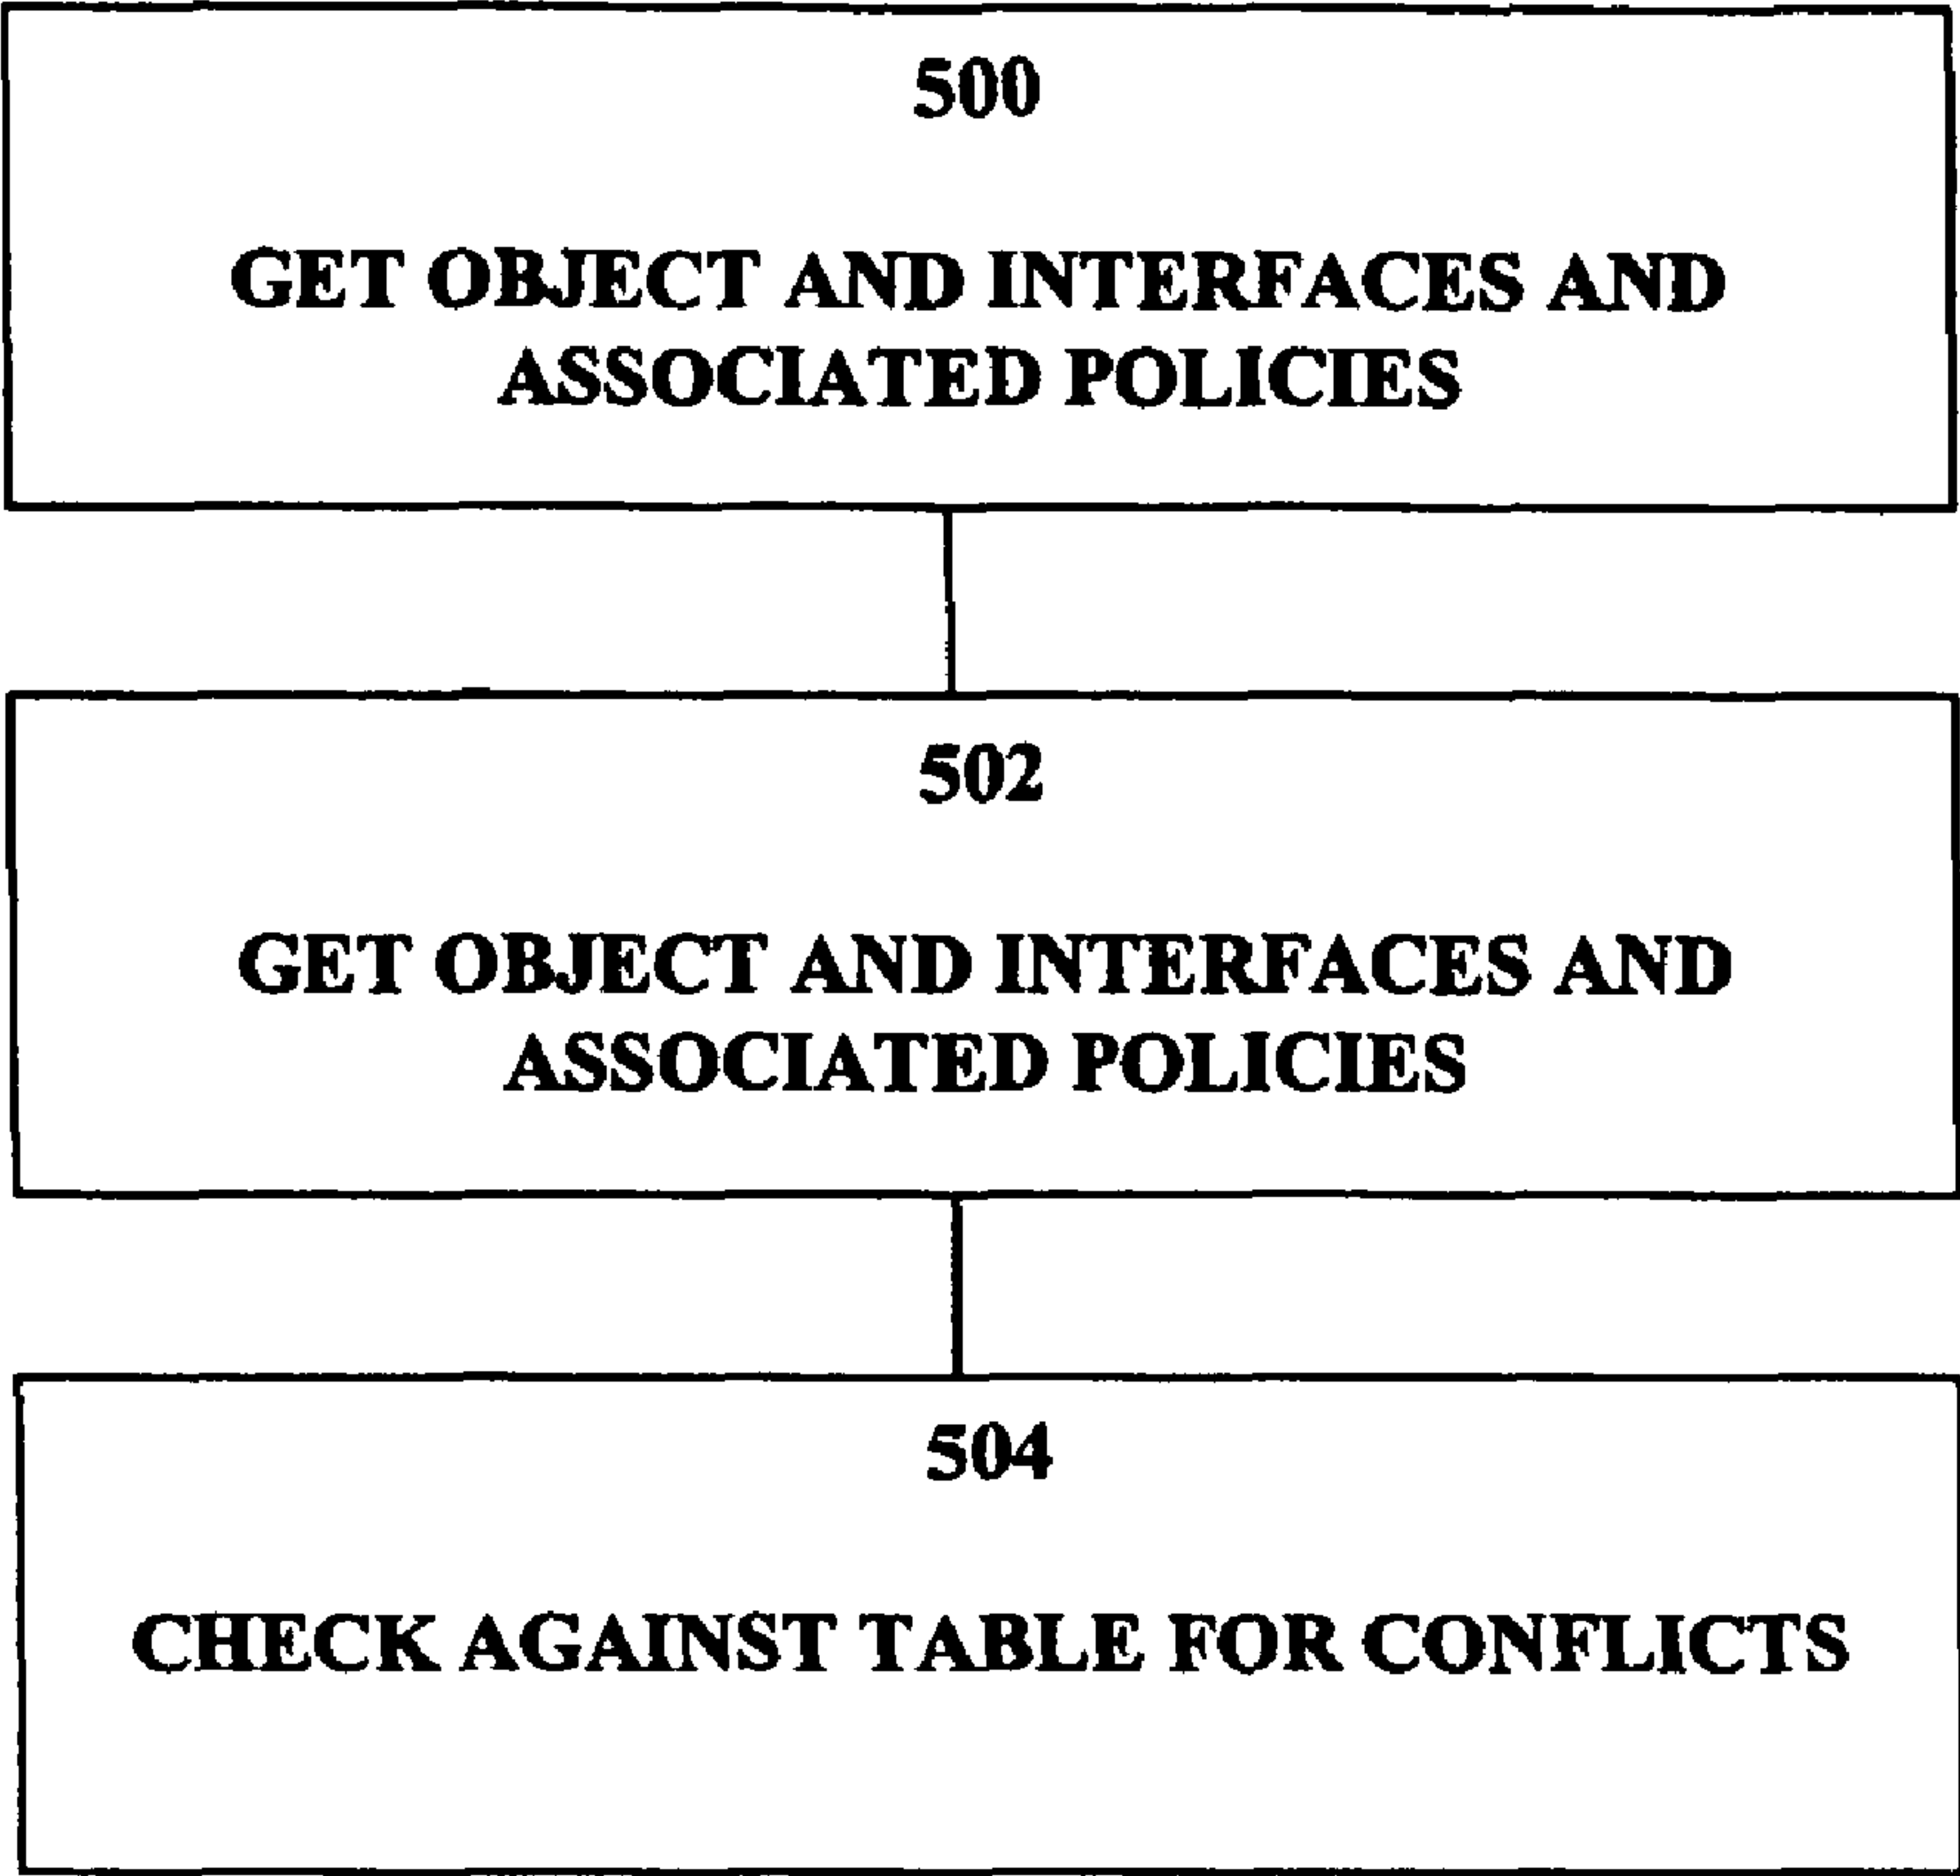 500
GET OBJECT AND INTERFACES AND
ASSOCIATED POLICIES
502
GET OBJECT AND INTERFACES AND
ASSOCIATED POLICIES
504
CHECK AGAINST TABLE FOR CONFLICTS